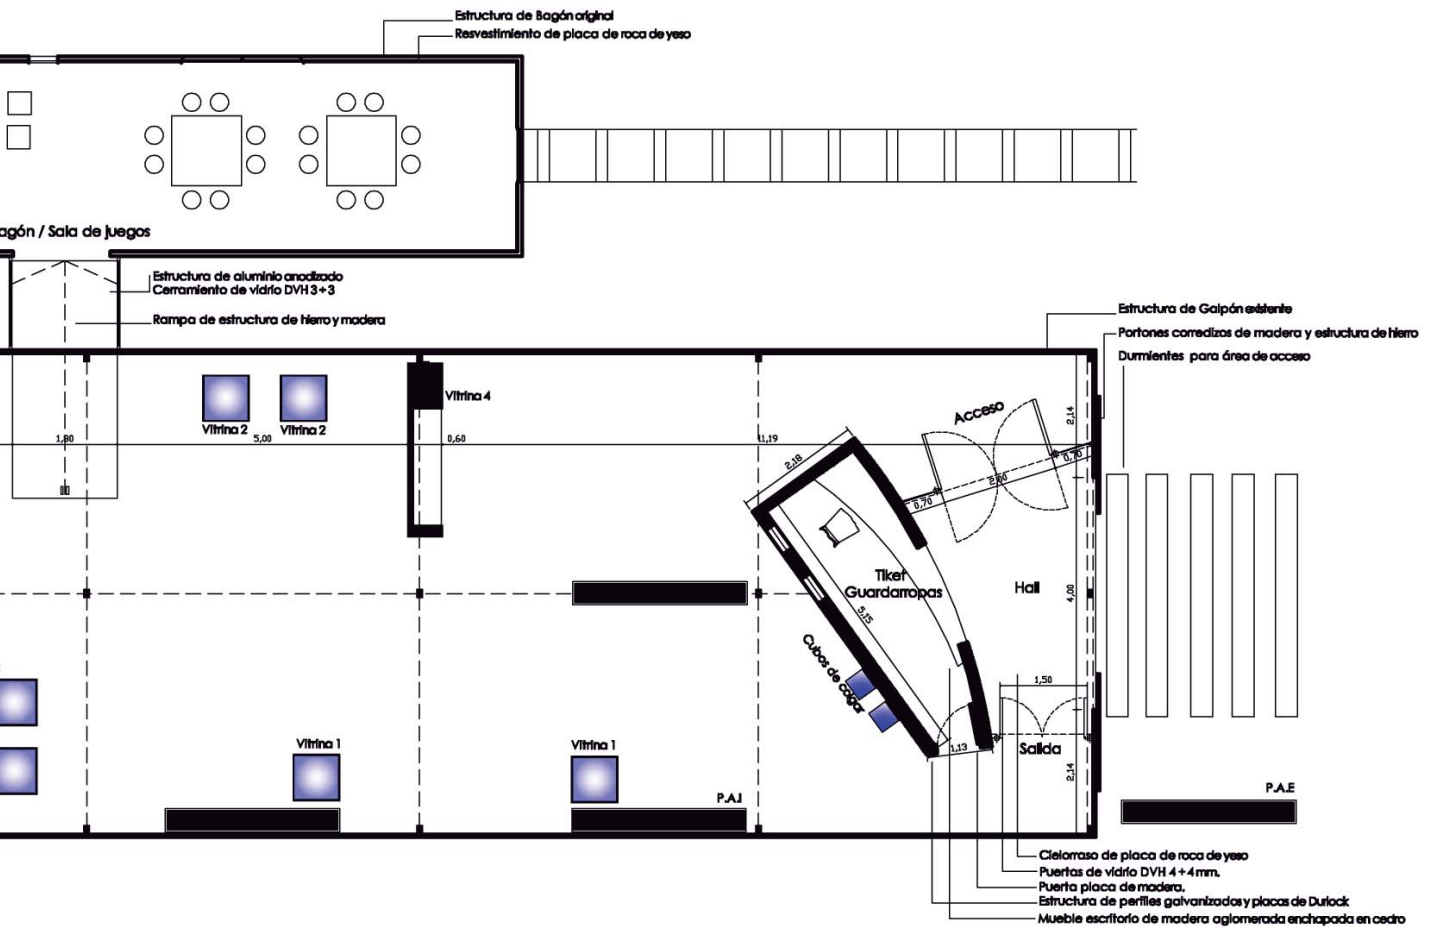 Estructura de Bagón original
Resvestimiento de placa de roca de yeso
agón / Sala de juegos
Estructura de aluminio anodizado
Cerramiento de vidrio DVH 3+3
Rampa de estructura de hierro y madera
Estructura de Galpón existente
Portones corredizos de madera y estructura de hierro
Durmientes para área de acceso
Vitrina 4
Vitrina 2
Vitrina 2
Acceso
2,14
1,80
5,00
0,60
11,19
2,18
0,70
2,00
0,70
Tiket
Guardarropas
Hall
4,00
5,15
Cubos de colgar
1,50
Vitrina 1
Vitrina 1
1,13
Salida
2,14
P.A.I
P.A.E
Cielorraso de placa de roca de yeso
Puertas de vidrio DVH 4+4mm.
Puerta placa de madera.
Estructura de perfiles galvanizados y placas de Durlock
Mueble escritorio de madera aglomerada enchapada en cedro